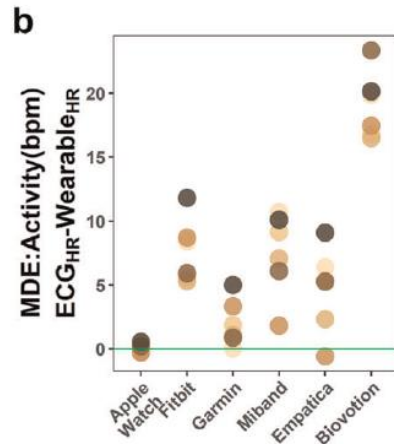 b
MDE:Activity(bpm)
ECGHR-WearableHR
20
15
10
5
0
Apple
Watch
Fitbit
Garmin
Miband
Empatica
Biovotion